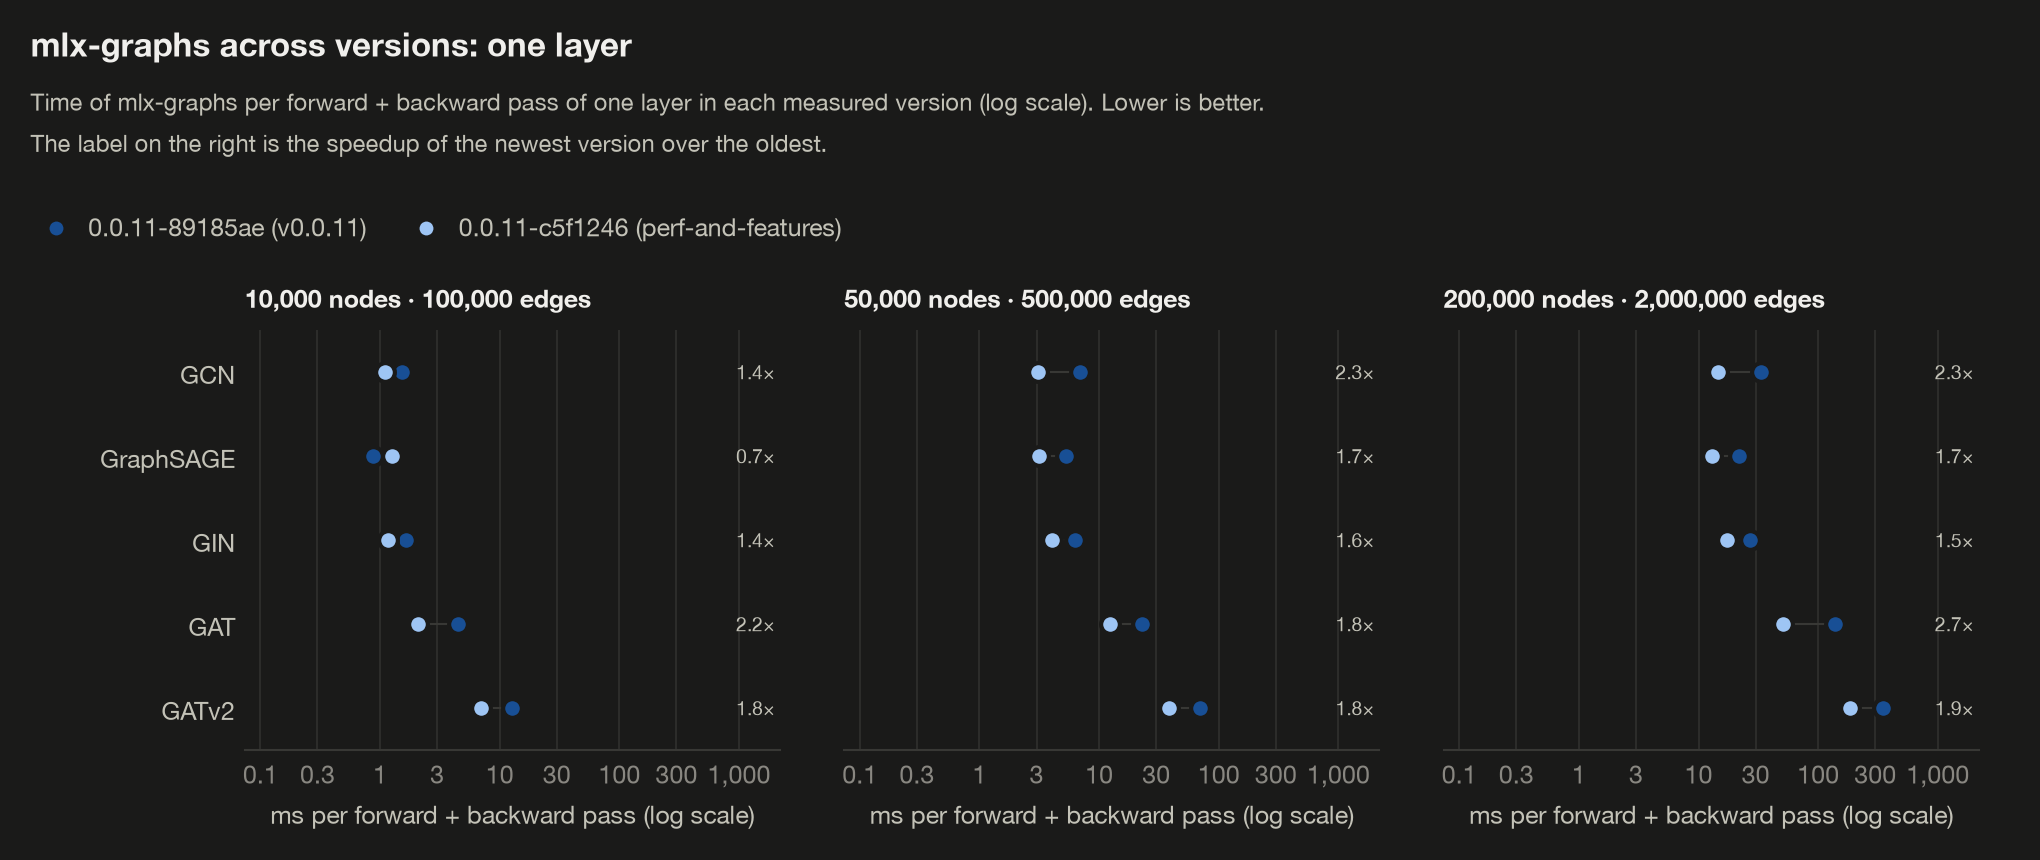 mlx-graphs across versions: one layer
Time of mlx-graphs per forward + backward pass of one layer in each measured version (log scale). Lower is better.
The label on the right is the speedup of the newest version over the oldest.
0.0.11-89185ae (v0.0.11) 0.0.11-c5f1246 (perf-and-features)
10,000 nodes · 100,000 edges 50,000 nodes · 500,000 edges 200,000 nodes · 2,000,000 edges
GCN 1.4× 2.3× 2.3×
GraphSAGE 0.7× 1.7× 1.7×
GIN 1.4× 1.6× 1.5×
GAT 2.2× 1.8× 2.7×
GATv2 1.8× 1.8× 1.9×
0.1 0.3 1 3 10 30 100 300 1,000 0.1 0.3 1 3 10 30 100 300 1,000 0.1 0.3 1 3 10 30 100 300 1,000
ms per forward + backward pass (log scale) ms per forward + backward pass (log scale) ms per forward + backward pass (log scale)